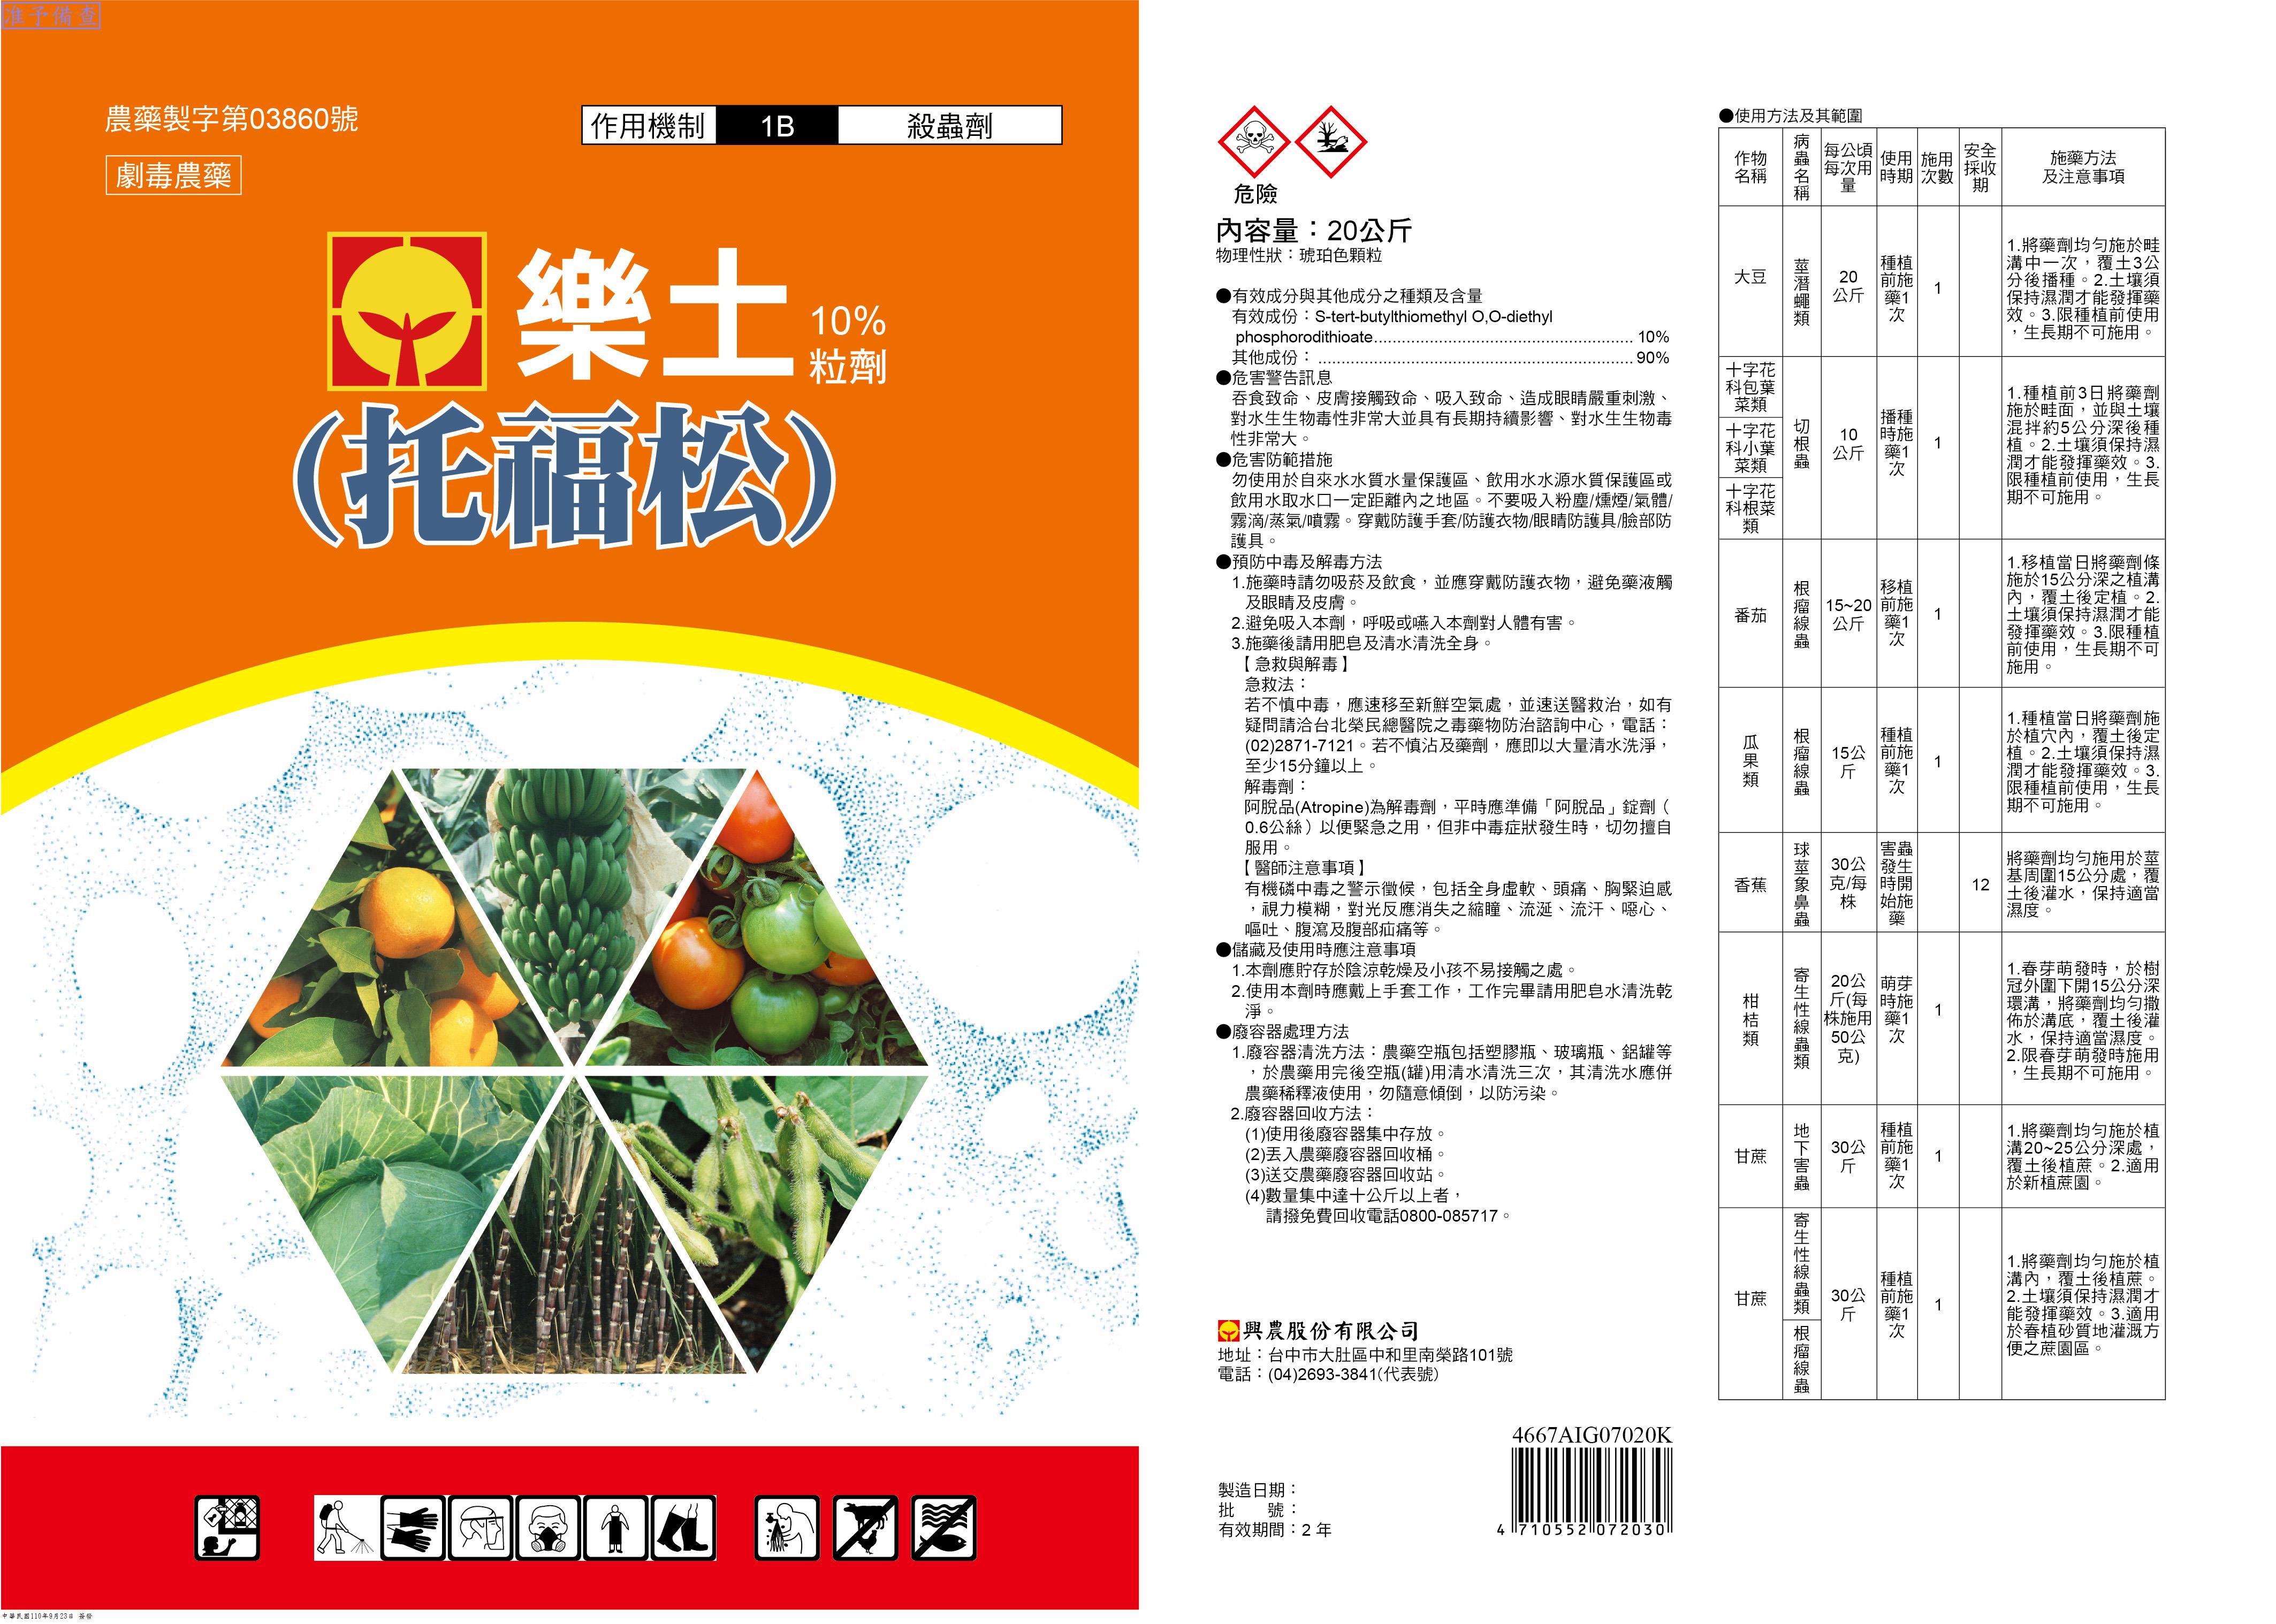 准予備查
農藥製字第03860號
劇毒農藥
作用機制 1B 殺蟲劑
樂土
10%
粒劑
(托福松)
中華民國110年9月23日 簽發
危險
內容量：20公斤
物理性狀：琥珀色顆粒
●有效成分與其他成分之種類及含量
有效成份：S-tert-butylthiomethyl O,O-diethyl
phosphorodithioate........................................................ 10%
其他成份：.................................................................... 90%
●危害警告訊息
吞食致命、皮膚接觸致命、吸入致命、造成眼睛嚴重刺激、
對水生生物毒性非常大並具有長期持續影響、對水生生物毒
性非常大。
●危害防範措施
勿使用於自來水水質水量保護區、飲用水水源水質保護區或
飲用水取水口一定距離內之地區。不要吸入粉塵/燻煙/氣體/
霧滴/蒸氣/噴霧。穿戴防護手套/防護衣物/眼睛防護具/臉部防
護具。
●預防中毒及解毒方法
1.施藥時請勿吸菸及飲食，並應穿戴防護衣物，避免藥液觸
及眼睛及皮膚。
2.避免吸入本劑，呼吸或嚥入本劑對人體有害。
3.施藥後請用肥皂及清水清洗全身。
【急救與解毒】
急救法：
若不慎中毒，應速移至新鮮空氣處，並速送醫救治，如有
疑問請洽台北榮民總醫院之毒藥物防治諮詢中心，電話：
(02)2871-7121。若不慎沾及藥劑，應即以大量清水洗淨，
至少15分鐘以上。
解毒劑：
阿脫品(Atropine)為解毒劑，平時應準備「阿脫品」錠劑（
0.6公絲）以便緊急之用，但非中毒症狀發生時，切勿擅自
服用。
【醫師注意事項】
有機磷中毒之警示徵候，包括全身虛軟、頭痛、胸緊迫感
，視力模糊，對光反應消失之縮瞳、流涎、流汗、噁心、
嘔吐、腹瀉及腹部疝痛等。
●儲藏及使用時應注意事項
1.本劑應貯存於陰涼乾燥及小孩不易接觸之處。
2.使用本劑時應戴上手套工作，工作完畢請用肥皂水清洗乾
淨。
●廢容器處理方法
1.廢容器清洗方法：農藥空瓶包括塑膠瓶、玻璃瓶、鋁罐等
，於農藥用完後空瓶(罐)用清水清洗三次，其清洗水應併
農藥稀釋液使用，勿隨意傾倒，以防污染。
2.廢容器回收方法：
(1)使用後廢容器集中存放。
(2)丟入農藥廢容器回收桶。
(3)送交農藥廢容器回收站。
(4)數量集中達十公斤以上者，
請撥免費回收電話0800-085717。
興農股份有限公司
地址：台中市大肚區中和里南榮路101號
電話：(04)2693-3841(代表號)
製造日期：
批 號：
有效期間：2 年
4667AIG07020K
4 710552 072030
●使用方法及其範圍
作物
名稱
病
蟲
名
稱
每公頃
每次用
量
使用
時期
施用
次數
安全
採收
期
施藥方法
及注意事項
大豆
莖
潛
蠅
類
20
公斤
種植
前施
藥1
次
1
1.將藥劑均勻施於畦
溝中一次，覆土3公
分後播種。2.土壤須
保持濕潤才能發揮藥
效。3.限種植前使用
，生長期不可施用。
十字花
科包葉
菜類
十字花
科小葉
菜類
十字花
科根菜
類
切
根
蟲
10
公斤
播種
時施
藥1
次
1
1.種植前3日將藥劑
施於畦面，並與土壤
混拌約5公分深後種
植。2.土壤須保持濕
潤才能發揮藥效。3.
限種植前使用，生長
期不可施用。
番茄
根
瘤
線
蟲
15~20
公斤
移植
前施
藥1
次
1
1.移植當日將藥劑條
施於15公分深之植溝
內，覆土後定植。2.
土壤須保持濕潤才能
發揮藥效。3.限種植
前使用，生長期不可
施用。
瓜
果
類
根
瘤
線
蟲
15公
斤
種植
前施
藥1
次
1
1.種植當日將藥劑施
於植穴內，覆土後定
植。2.土壤須保持濕
潤才能發揮藥效。3.
限種植前使用，生長
期不可施用。
香蕉
球
莖
象
鼻
蟲
30公
克/每
株
害蟲
發生
時開
始施
藥
12
將藥劑均勻施用於莖
基周圍15公分處，覆
土後灌水，保持適當
濕度。
柑
桔
類
寄
生
性
線
蟲
類
20公
斤(每
株施用
50公
克)
萌芽
時施
藥1
次
1
1.春芽萌發時，於樹
冠外圍下開15公分深
環溝，將藥劑均勻撒
佈於溝底，覆土後灌
水，保持適當濕度。
2.限春芽萌發時施用
，生長期不可施用。
甘蔗
地
下
害
蟲
30公
斤
種植
前施
藥1
次
1
1.將藥劑均勻施於植
溝20~25公分深處，
覆土後植蔗。2.適用
於新植蔗園。
甘蔗
寄
生
性
線
蟲
類
根
瘤
線
蟲
30公
斤
種植
前施
藥1
次
1
1.將藥劑均勻施於植
溝內，覆土後植蔗。
2.土壤須保持濕潤才
能發揮藥效。3.適用
於春植砂質地灌溉方
便之蔗園區。